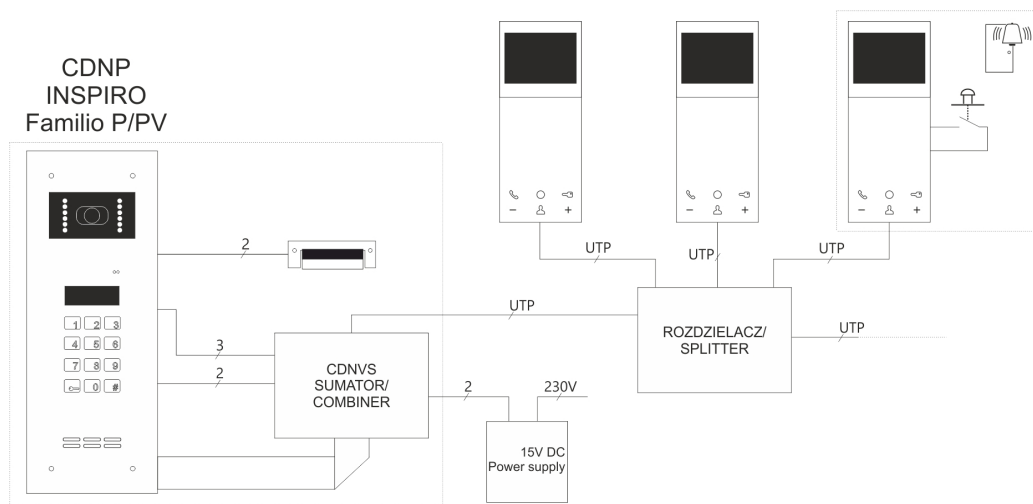 CDNP
INSPIRO
Familio P/PV
1 2 3
4 5 6
7 8 9
0 #
2
3
2
CDNVS
SUMATOR/
COMBINER
UTP
2
230V
15V DC
Power supply
− +
− +
− +
UTP
UTP
UTP
ROZDZIELACZ/
SPLITTER
UTP